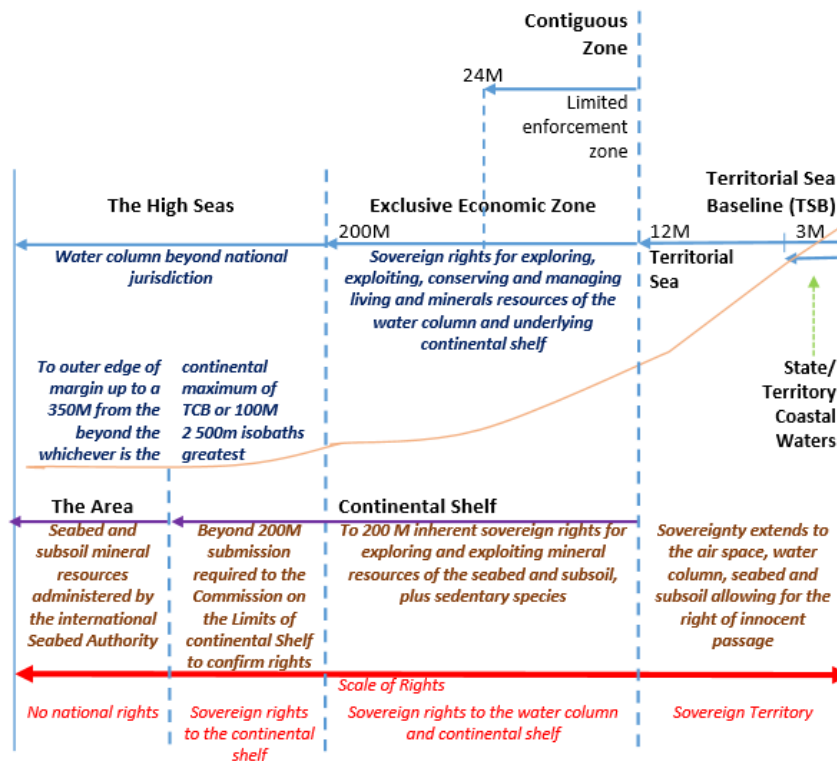 Contiguous
Zone
24M
Limited
enforcement
zone
The High Seas
Exclusive Economic Zone
Territorial Sea
Baseline (TSB)
200M
12M
3M
Water column beyond national
jurisdiction
Sovereign rights for exploring,
exploiting, conserving and managing
living and minerals resources of the
water column and underlying
continental shelf
Territorial
Sea
To outer edge of
margin up to a
350M from the
beyond the
whichever is the
continental
maximum of
TCB or 100M
2 500m isobaths
greatest
State/
Territory
Coastal
Waters
The Area
Continental Shelf
Seabed and
subsoil mineral
resources
administered by
the international
Seabed Authority
Beyond 200M
submission
required to the
Commission on
the Limits of
continental Shelf
to confirm rights
To 200 M inherent sovereign rights for
exploring and exploiting mineral
resources of the seabed and subsoil,
plus sedentary species
Sovereignty extends to
the air space, water
column, seabed and
subsoil allowing for the
right of innocent
passage
Scale of Rights
No national rights
Sovereign rights
to the continental
shelf
Sovereign rights to the water column
and continental shelf
Sovereign Territory